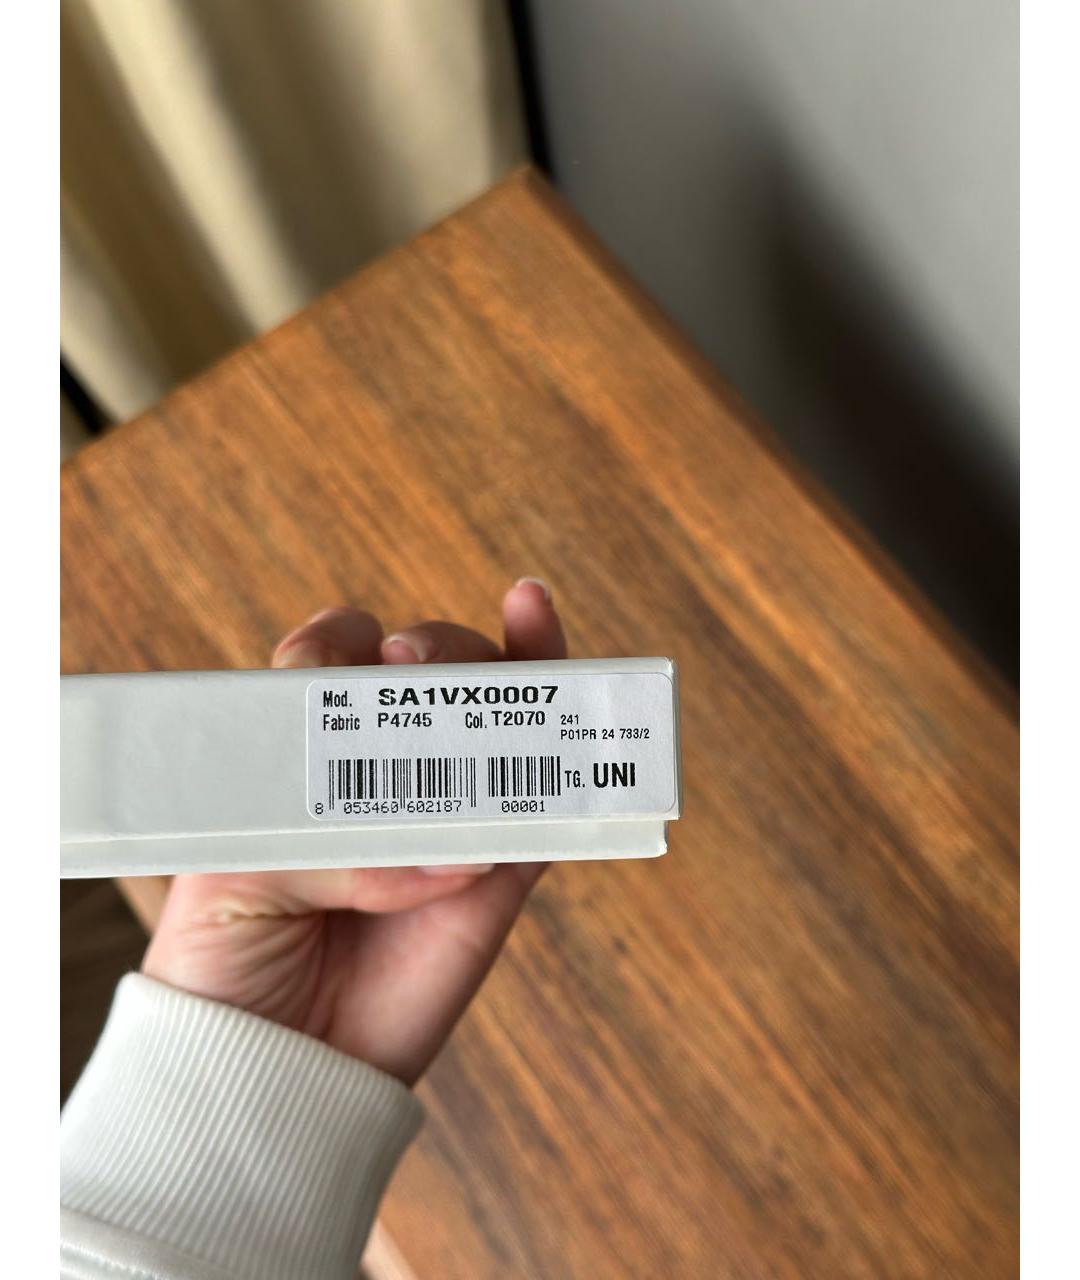 Mod. SA1VX0007
Fabric P4745 Col. T2070 241
P01PR 24 733/2
TG. UNI
8 053460 602187 00001